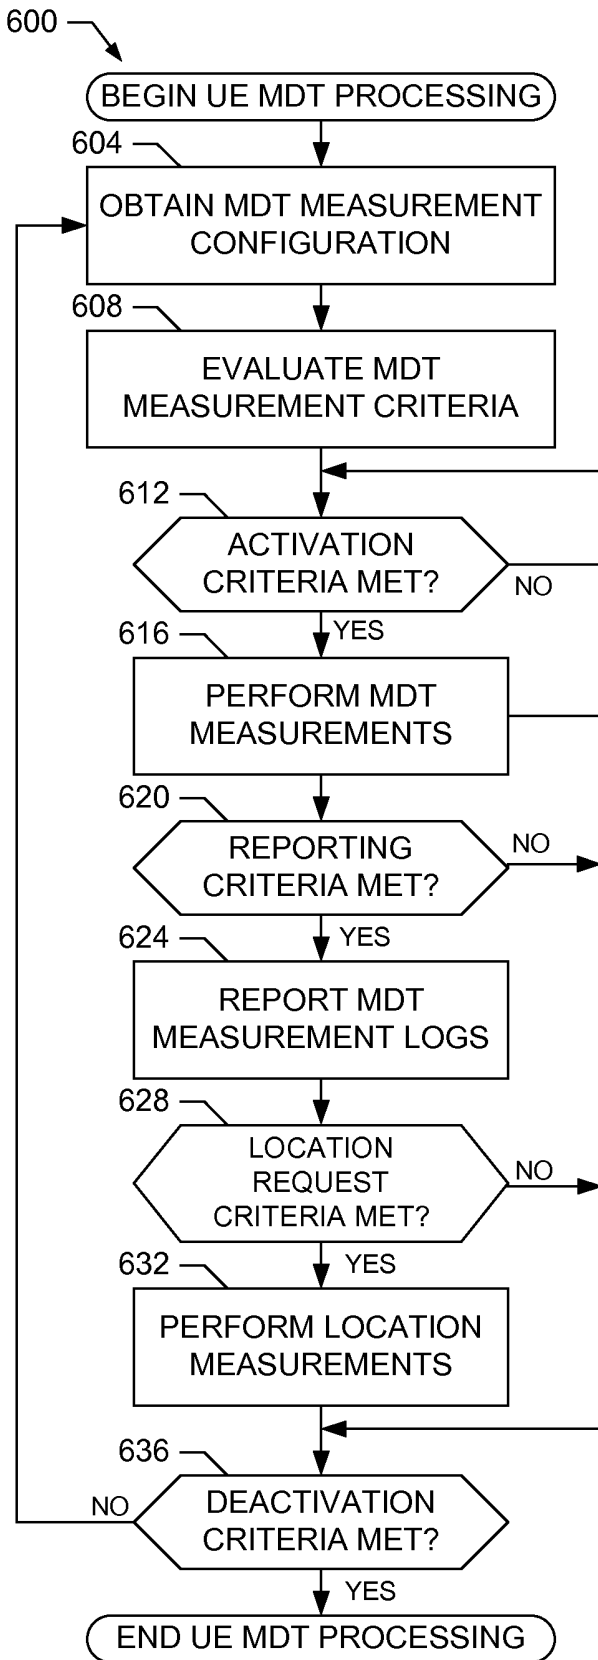 600
BEGIN UE MDT PROCESSING
604
OBTAIN MDT MEASUREMENT
CONFIGURATION
608
EVALUATE MDT
MEASUREMENT CRITERIA
612
ACTIVATION
CRITERIA MET?
NO
YES
616
PERFORM MDT
MEASUREMENTS
620
REPORTING
CRITERIA MET?
NO
YES
624
REPORT MDT
MEASUREMENT LOGS
628
LOCATION
REQUEST
CRITERIA MET?
NO
YES
632
PERFORM LOCATION
MEASUREMENTS
636
DEACTIVATION
CRITERIA MET?
NO
YES
END UE MDT PROCESSING